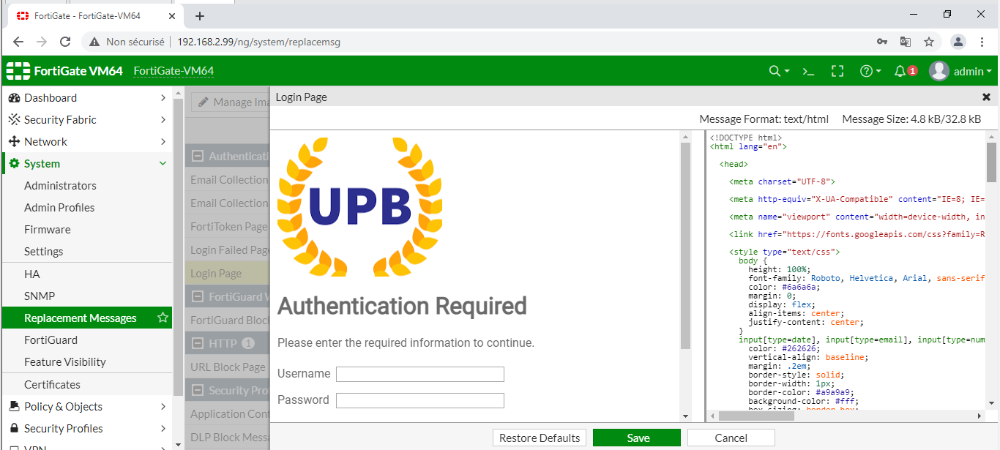 FortiGate - FortiGate-VM64
Non sécurisé
192.168.2.99/ng/system/replacemsg
FortiGate VM64
FortiGate-VM64
1
admin
Dashboard
Security Fabric
Network
System
Administrators
Admin Profiles
Firmware
Settings
HA
SNMP
Replacement Messages
FortiGuard
Feature Visibility
Certificates
Policy & Objects
Security Profiles
VPN
Manage Ima
Authenticati
Email Collection
Email Collection
FortiToken Page
Login Failed Page
Login Page
FortiGuard W
FortiGuard Block
HTTP 1
URL Block Page
Security Pro
Application Cont
DLP Block Messa
Login Page
Message Format: text/html Message Size: 4.8 kB/32.8 kB
UPB
Authentication Required
Please enter the required information to continue.
Username
Password
<!DOCTYPE html>
<html lang="en">
<head>
<meta charset="UTF-8">
<meta http-equiv="X-UA-Compatible" content="IE=8; IE=
<meta name="viewport" content="width=device-width, in
<link href="https://fonts.googleapis.com/css?family=R
<style type="text/css">
body {
height: 100%;
font-family: Roboto, Helvetica, Arial, sans-serif
color: #6a6a6a;
margin: 0;
display: flex;
align-items: center;
justify-content: center;
}
input[type=date], input[type=email], input[type=num
color: #262626;
vertical-align: baseline;
margin: .2em;
border-style: solid;
border-width: 1px;
border-color: #a9a9a9;
background-color: #fff;
box-sizing: border-box;
Restore Defaults
Save
Cancel